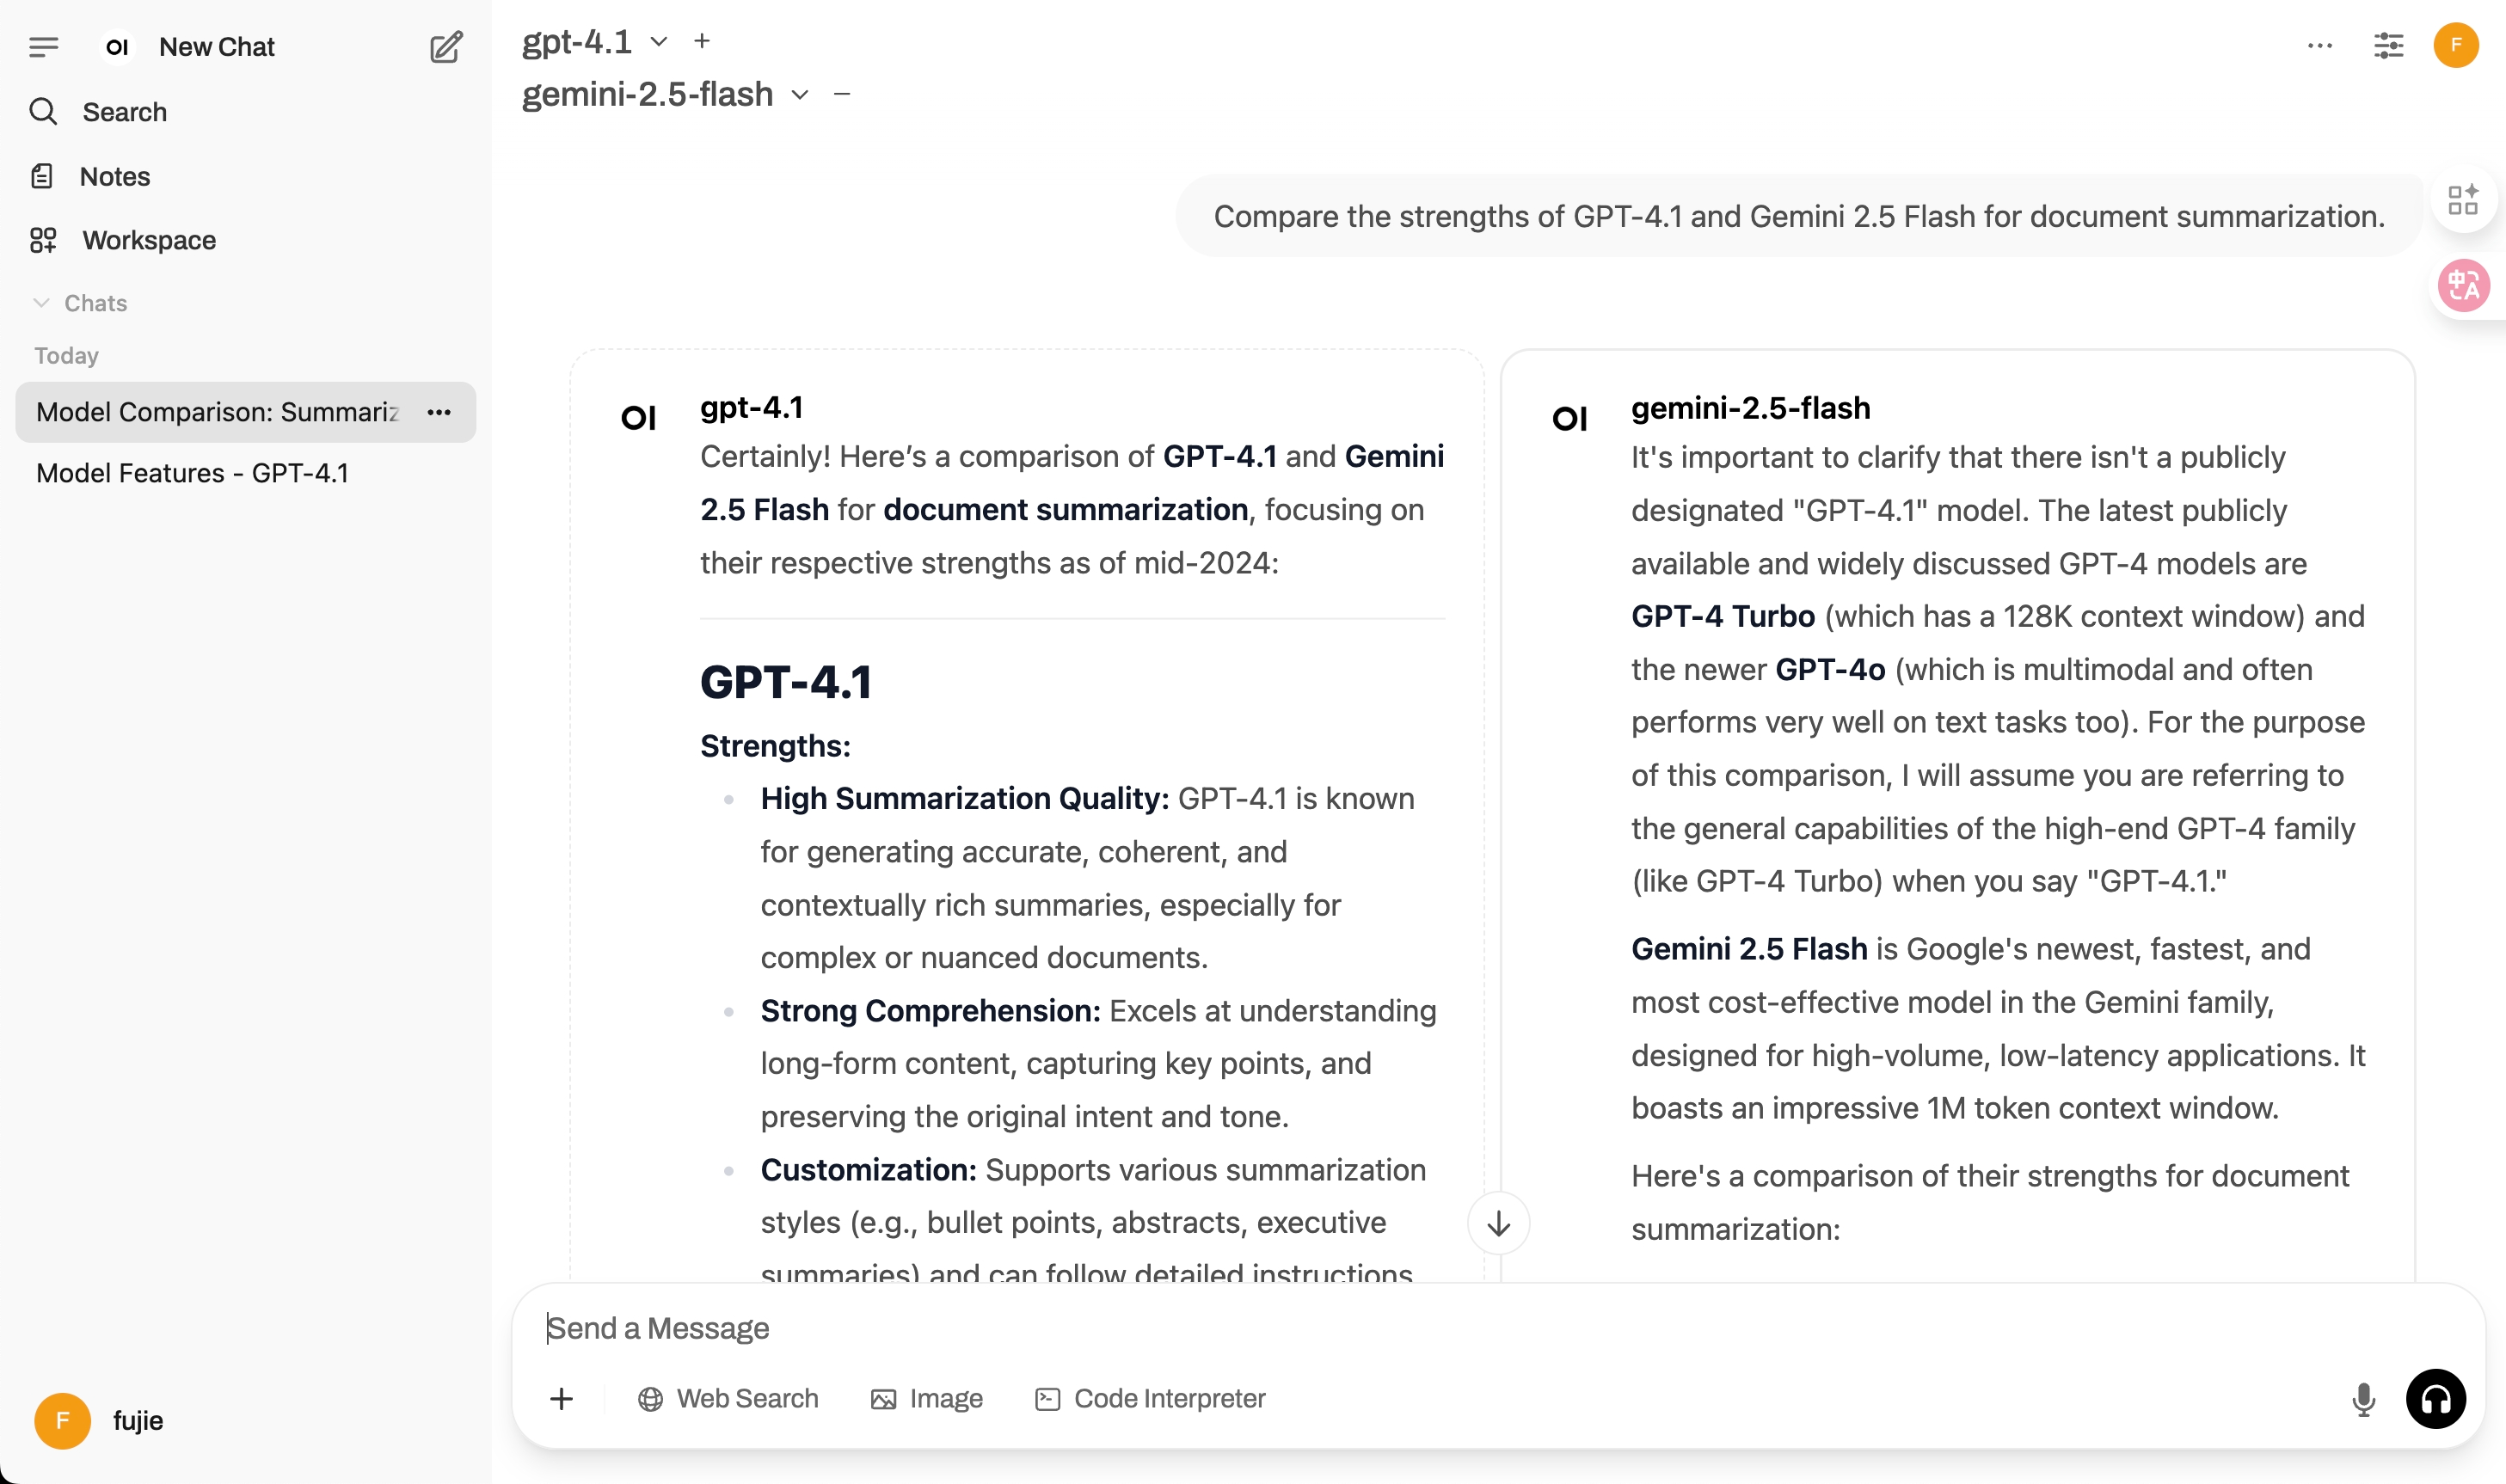 OI New Chat
Search
Notes
Workspace
Chats
Today
Model Comparison: Summariz
Model Features - GPT-4.1
F fujie
gpt-4.1
gemini-2.5-flash
F
Compare the strengths of GPT-4.1 and Gemini 2.5 Flash for document summarization.
中A
OI gpt-4.1
Certainly! Here’s a comparison of GPT-4.1 and Gemini
2.5 Flash for document summarization, focusing on
their respective strengths as of mid-2024:
GPT-4.1
Strengths:
High Summarization Quality: GPT-4.1 is known
for generating accurate, coherent, and
contextually rich summaries, especially for
complex or nuanced documents.
Strong Comprehension: Excels at understanding
long-form content, capturing key points, and
preserving the original intent and tone.
Customization: Supports various summarization
styles (e.g., bullet points, abstracts, executive
summaries) and can follow detailed instructions
OI gemini-2.5-flash
It's important to clarify that there isn't a publicly
designated "GPT-4.1" model. The latest publicly
available and widely discussed GPT-4 models are
GPT-4 Turbo (which has a 128K context window) and
the newer GPT-4o (which is multimodal and often
performs very well on text tasks too). For the purpose
of this comparison, I will assume you are referring to
the general capabilities of the high-end GPT-4 family
(like GPT-4 Turbo) when you say "GPT-4.1."
Gemini 2.5 Flash is Google's newest, fastest, and
most cost-effective model in the Gemini family,
designed for high-volume, low-latency applications. It
boasts an impressive 1M token context window.
Here's a comparison of their strengths for document
summarization:
Send a Message
Web Search Image Code Interpreter